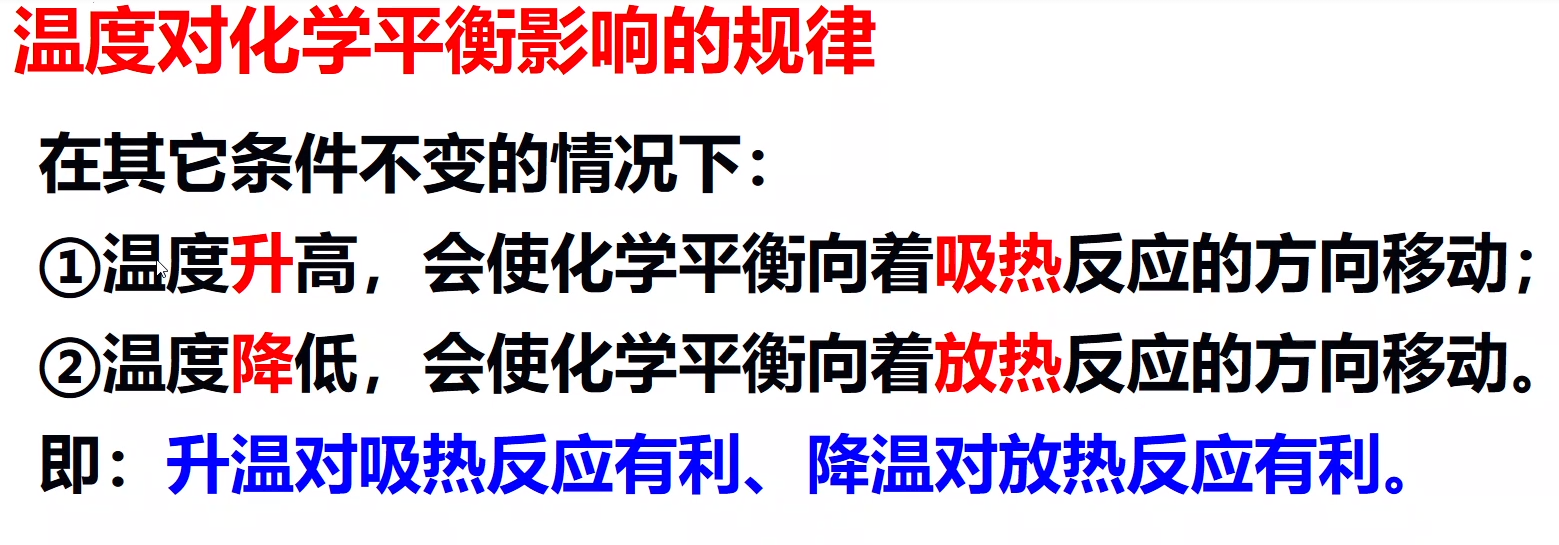 温度对化学平衡影响的规律
在其它条件不变的情况下：
①温度升高，会使化学平衡向着吸热反应的方向移动；
②温度降低，会使化学平衡向着放热反应的方向移动。
即：升温对吸热反应有利、降温对放热反应有利。